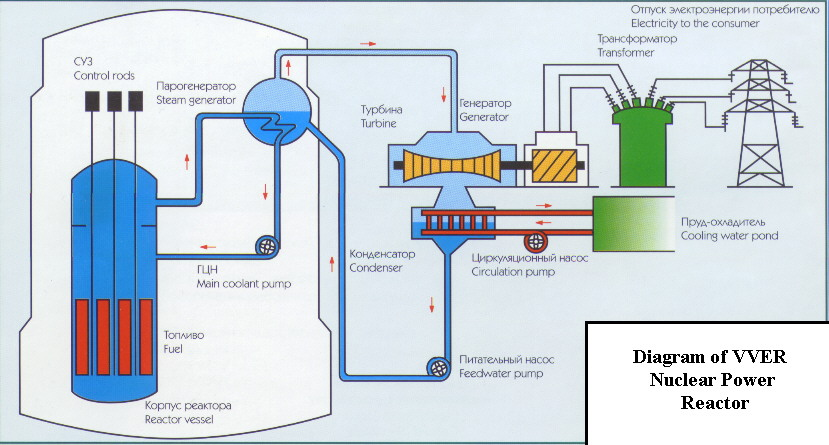 Отпуск электроэнергии потребителю
Electricity to the consumer
Трансформатор
Transformer
СУЗ
Control rods
Парогенератор
Steam generator
Турбина
Turbine
Генератор
Generator
Пруд-охладитель
Cooling water pond
Конденсатор
Condenser
Циркуляционный насос
Circulation pump
ГЦН
Main coolant pump
Топливо
Fuel
Питательный насос
Feedwater pump
Корпус реактора
Reactor vessel
Diagram of VVER
Nuclear Power
Reactor